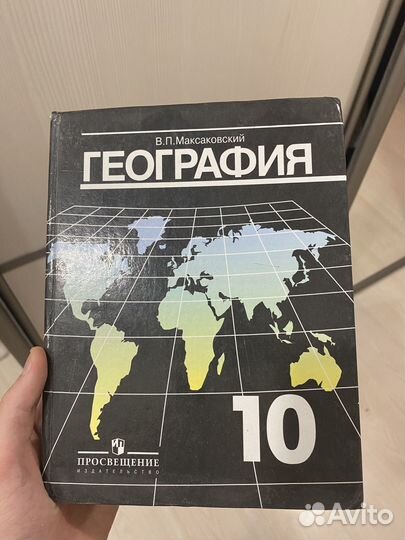 В.П.Максаковский
ГЕОГРАФИЯ
10
ПРОСВЕЩЕНИЕ
ИЗДАТЕЛЬСТВО
Avito